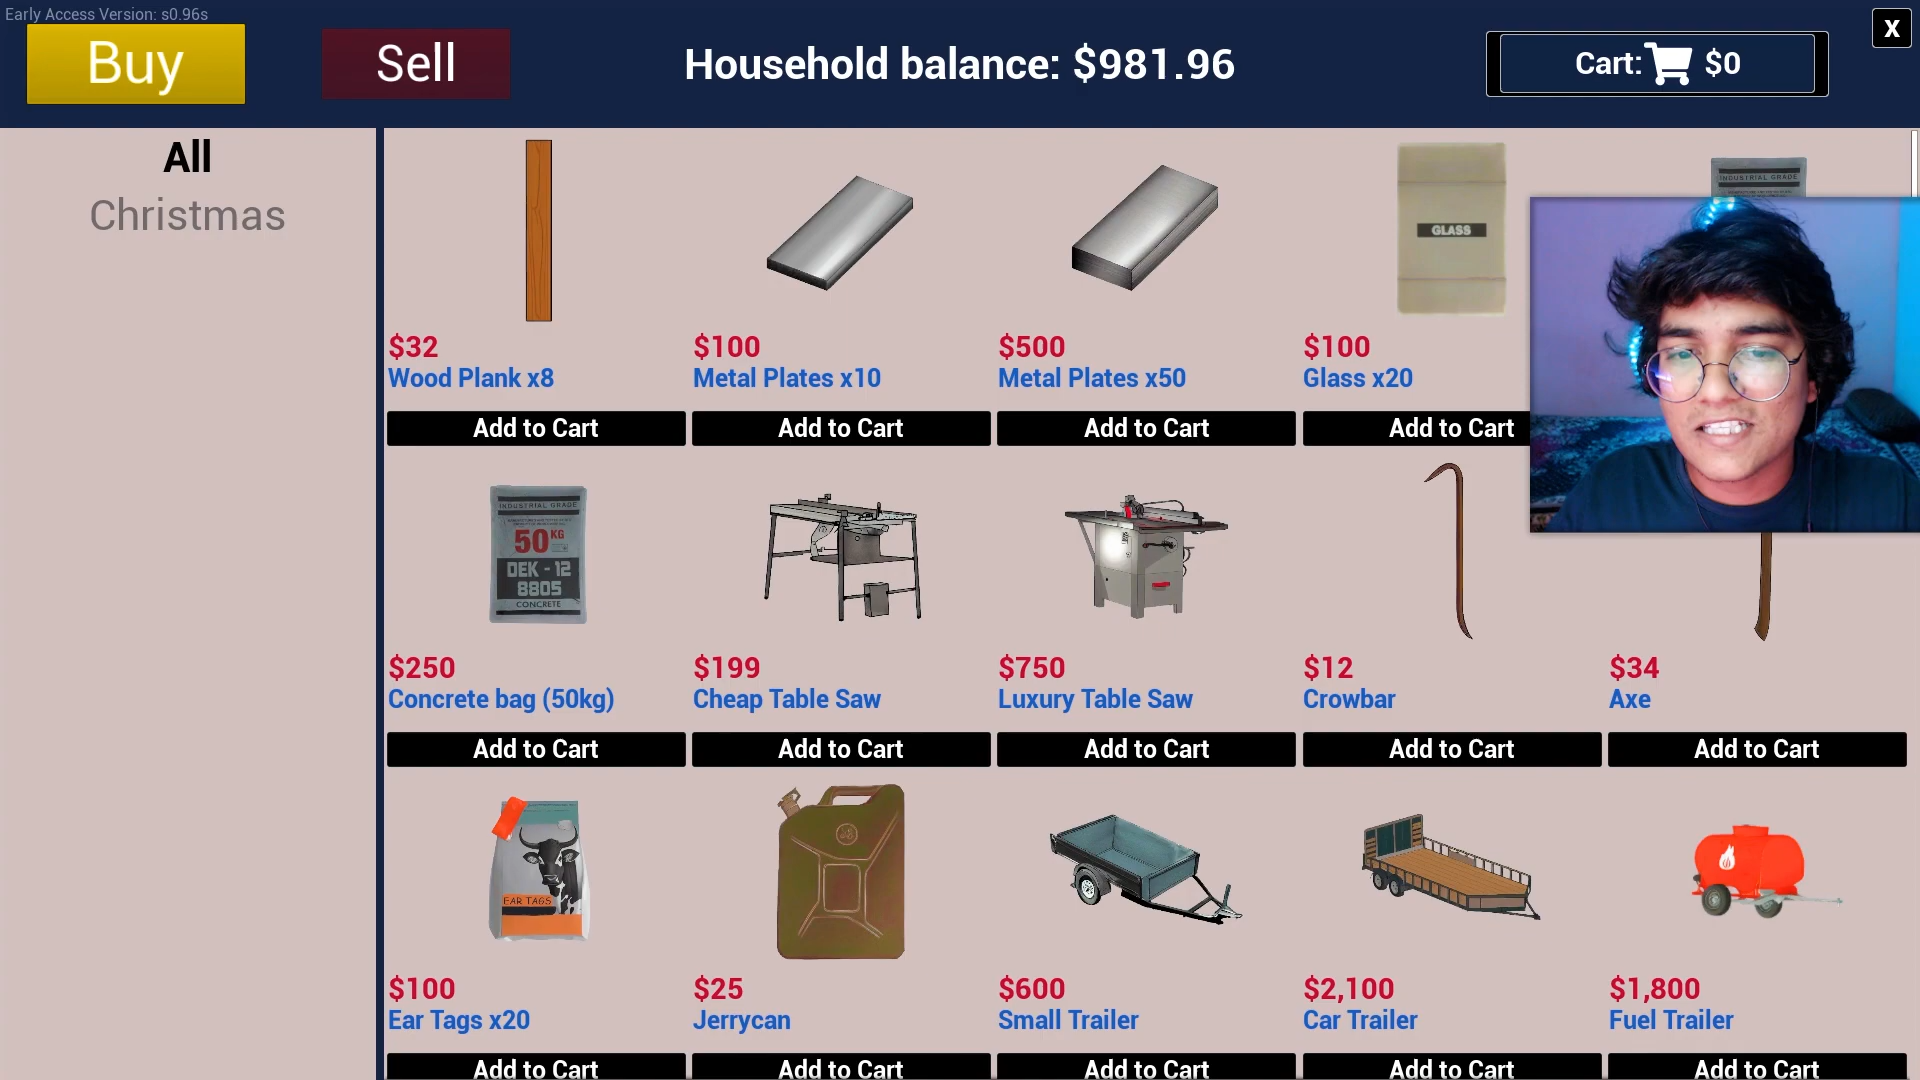 Early Access Version: s0.96s
Buy
Sell
Household balance: $981.96
Cart: $0
X
All
Christmas
GLASS
INDUSTRIAL GRADE
$32
$100
$500
$100
Wood Plank x8
Metal Plates x10
Metal Plates x50
Glass x20
Add to Cart
Add to Cart
Add to Cart
Add to Cart
INDUSTRIAL GRADE
50KG
DEK - 12
8805
CONCRETE
$250
$199
$750
$12
$34
Concrete bag (50kg)
Cheap Table Saw
Luxury Table Saw
Crowbar
Axe
Add to Cart
Add to Cart
Add to Cart
Add to Cart
Add to Cart
EAR TAGS
$100
$25
$600
$2,100
$1,800
Ear Tags x20
Jerrycan
Small Trailer
Car Trailer
Fuel Trailer
Add to Cart
Add to Cart
Add to Cart
Add to Cart
Add to Cart